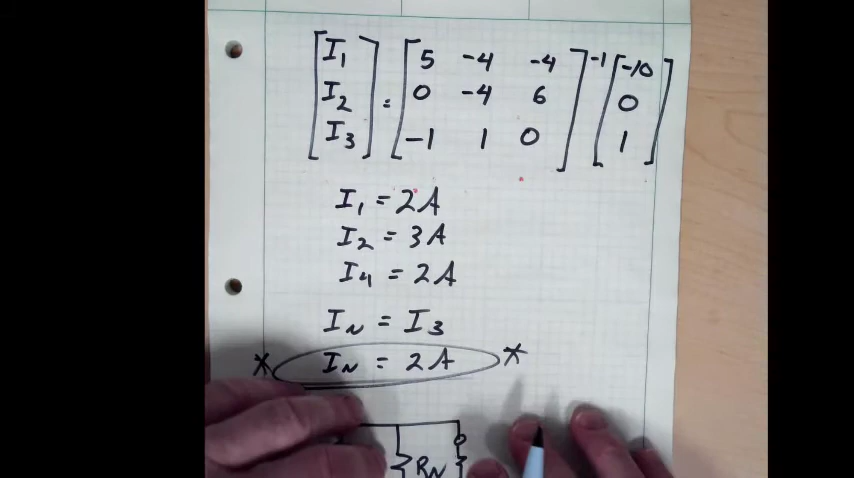 [I1 I2 I3] = [5 -4 -4; 0 -4 6; -1 1 0]-1 [-10 0 1]
I1 = 2A
I2 = 3A
I4 = 2A
IN = I3
* IN = 2A *
RN